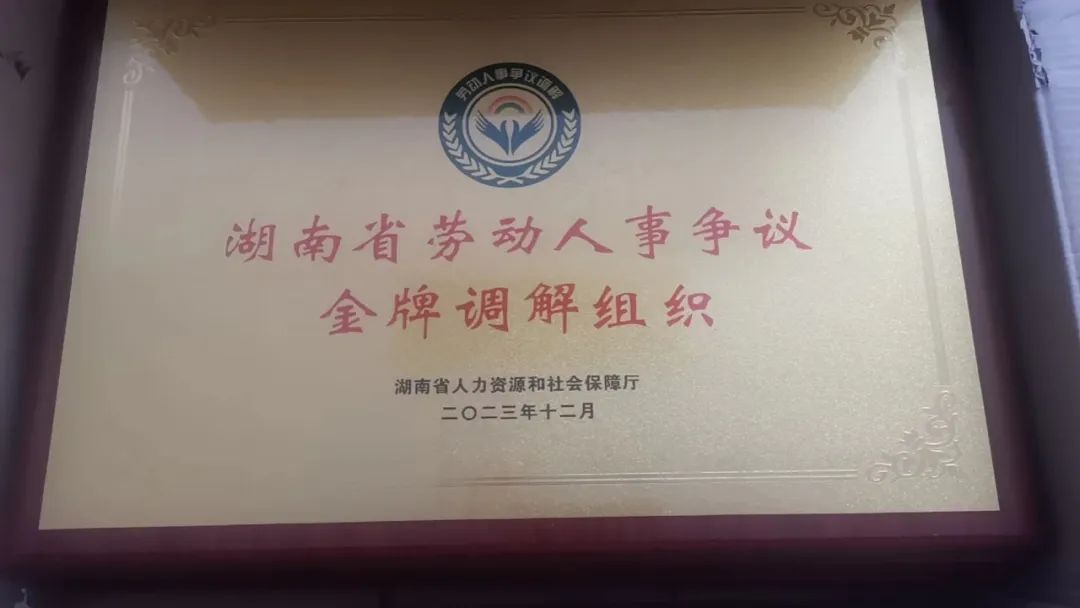 劳动人事争议调解
湖南省劳动人事争议
金牌调解组织
湖南省人力资源和社会保障厅
二〇二三年十二月